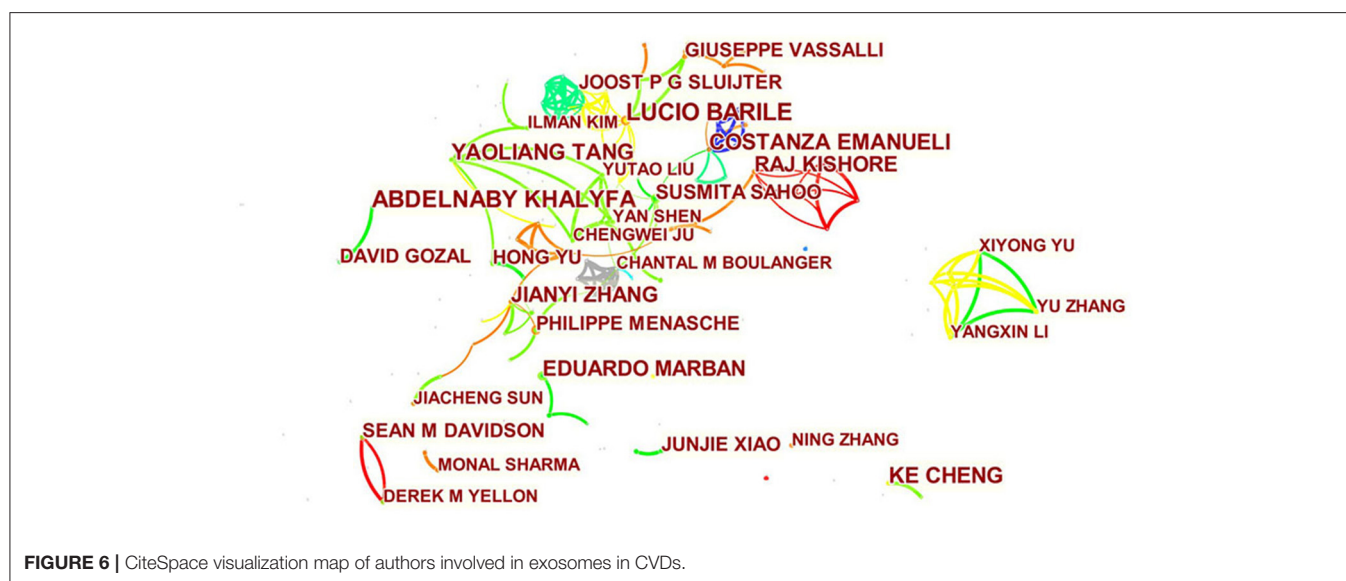 GIUSEPPE VASSALLI
JOOST P G SLUIJTER
LUCIO BARILE
ILMAN KIM
COSTANZA EMANUELI
YAOLIANG TANG
RAJ KISHORE
YUTAO LIU
SUSMITA SAHOO
ABDELNABY KHALYFA
YAN SHEN
CHENGWEI JU
XIYONG YU
DAVID GOZAL
HONG YU
CHANTAL M BOULANGER
JIANYI ZHANG
YU ZHANG
PHILIPPE MENASCHE
YANGXIN LI
EDUARDO MARBAN
JIACHENG SUN
SEAN M DAVIDSON
JUNJIE XIAO
NING ZHANG
MONAL SHARMA
KE CHENG
DEREK M YELLON
FIGURE 6 | CiteSpace visualization map of authors involved in exosomes in CVDs.